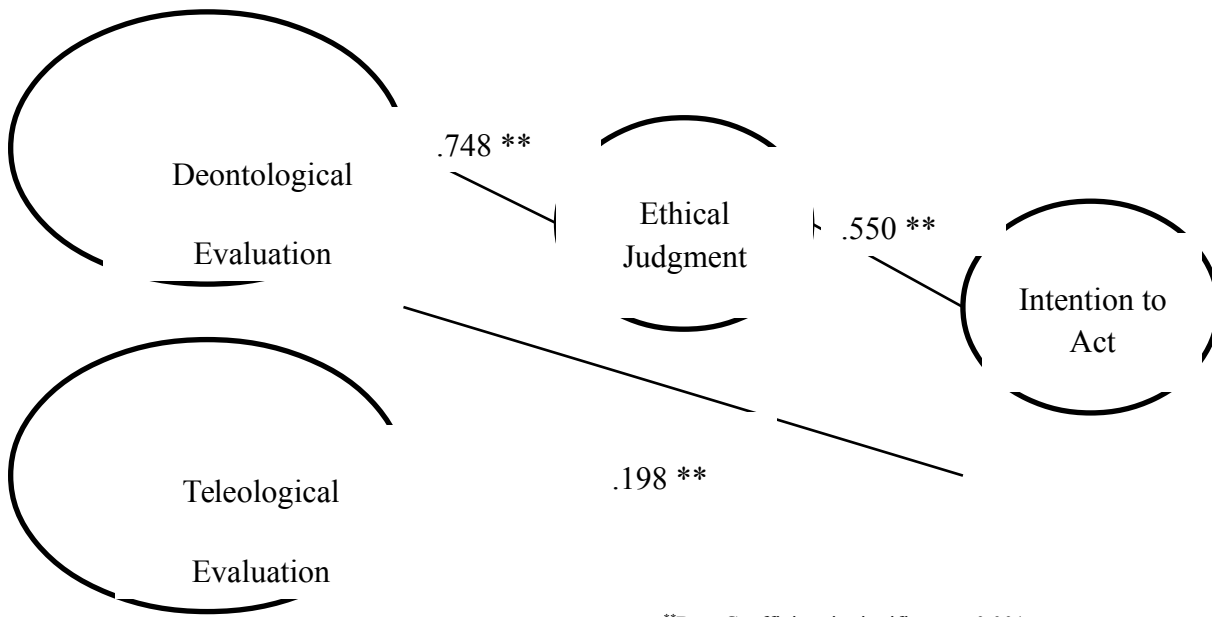 .748 **
Deontological
Evaluation
Ethical
Judgment
.550 **
Intention to
Act
.198 **
Teleological
Evaluation